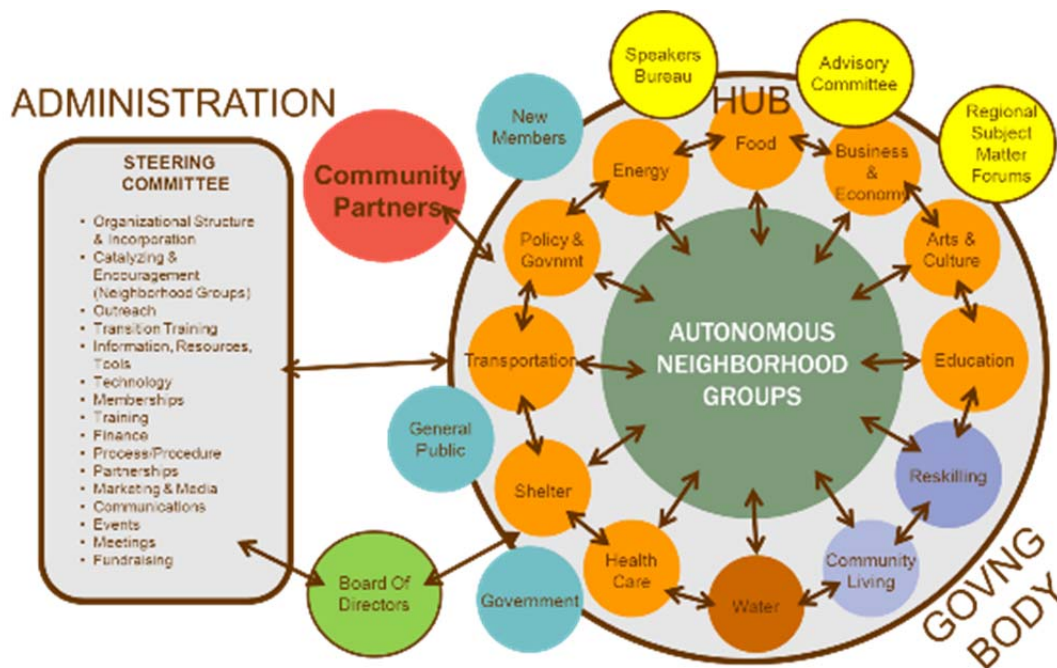 ADMINISTRATION
STEERING
COMMITTEE
• Organizational Structure
& Incorporation
• Catalyzing &
Encouragement
(Neighborhood Groups)
• Outreach
• Transition Training
• Information, Resources,
Tools
• Technology
• Memberships
• Training
• Finance
• Process/Procedure
• Partnerships
• Marketing & Media
• Communications
• Events
• Meetings
• Fundraising
Community
Partners
New
Members
General
Public
Government
Board Of
Directors
Speakers
Bureau
Advisory
Committee
Regional
Subject
Matter
Forums
HUB
Food
Business
&
Economy
Arts &
Culture
Education
Reskilling
Community
Living
Water
Health
Care
Shelter
Transportation
Policy &
Govnmt
Energy
AUTONOMOUS
NEIGHBORHOOD
GROUPS
GOVNG
BODY